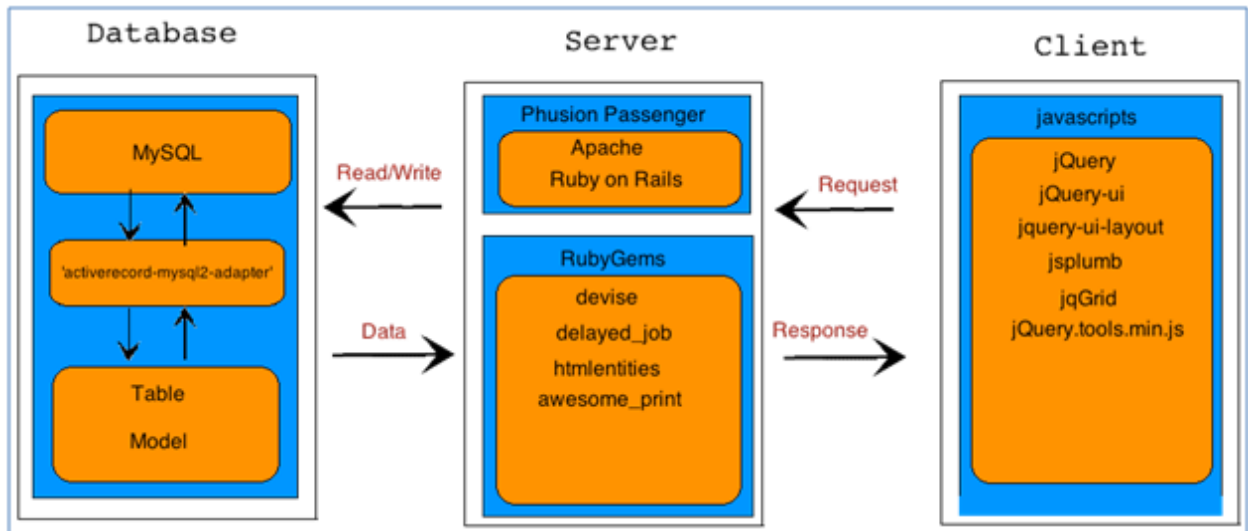 Database
MySQL
'activerecord-mysql2-adapter'
Table
Model
Read/Write
Data
Server
Phusion Passenger
Apache
Ruby on Rails
RubyGems
devise
delayed_job
htmlentities
awesome_print
Request
Response
Client
javascripts
jQuery
jQuery-ui
jquery-ui-layout
jsplumb
jqGrid
jQuery.tools.min.js